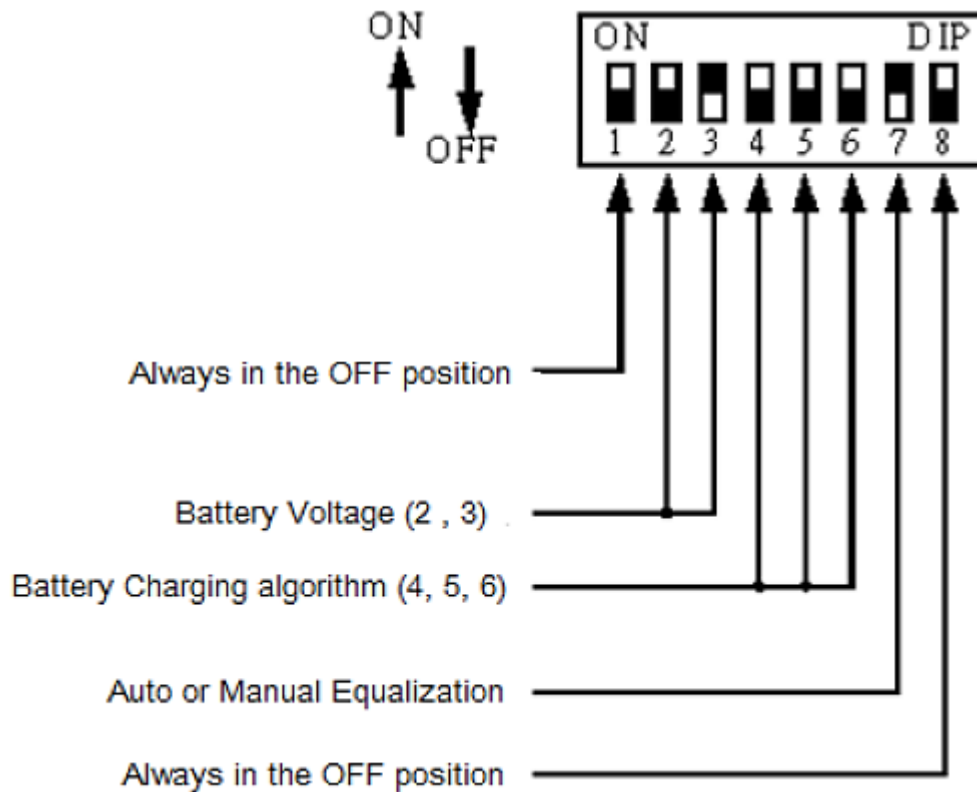 ON
OFF
ON DIP
1 2 3 4 5 6 7 8
Always in the OFF position
Battery Voltage (2 , 3) .
Battery Charging algorithm (4, 5, 6)
Auto or Manual Equalization
Always in the OFF position